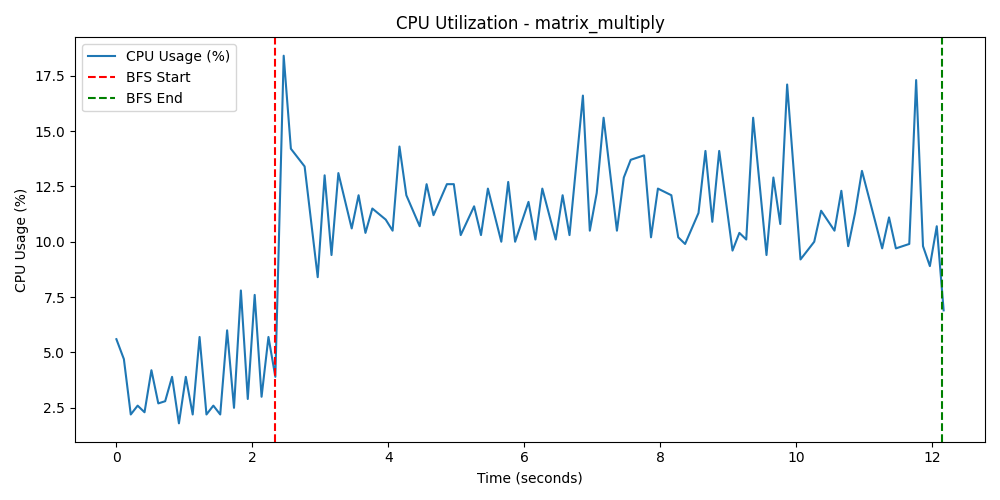 CPU Utilization - matrix_multiply
CPU Usage (%)
BFS Start
BFS End
17.5
15.0
12.5
10.0
7.5
5.0
2.5
CPU Usage (%)
0 2 4 6 8 10 12
Time (seconds)